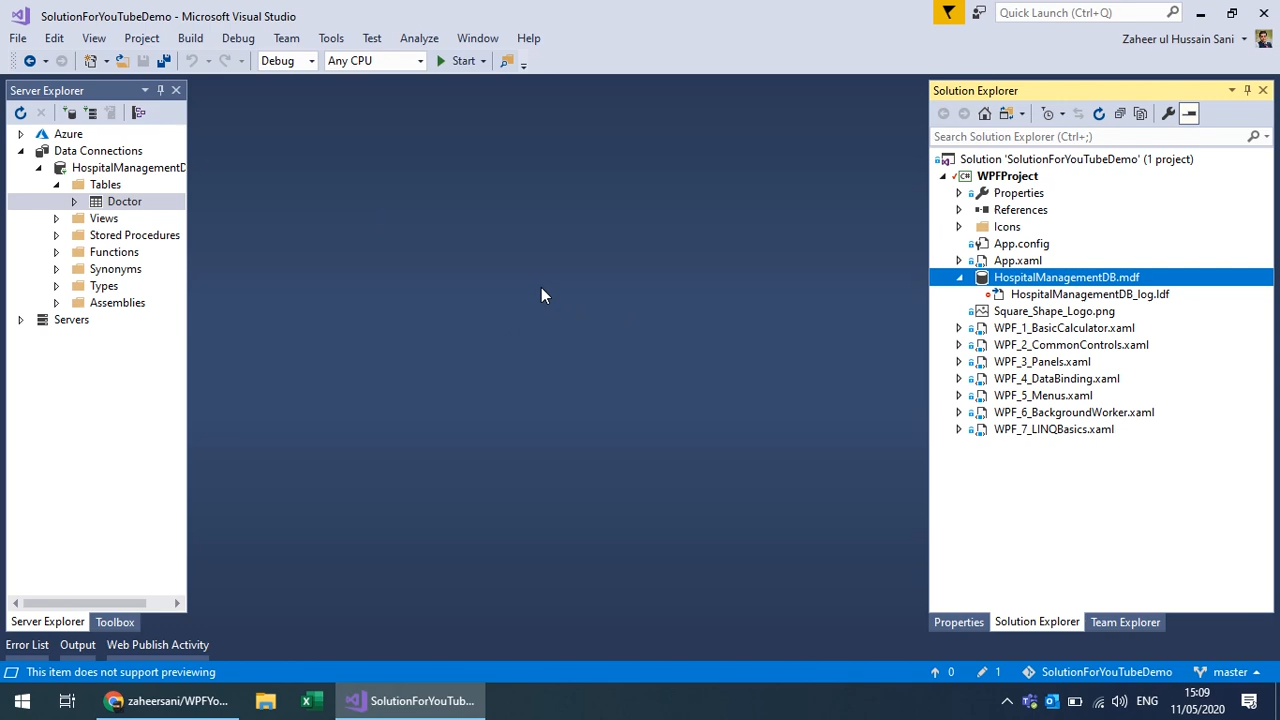 SolutionForYouTubeDemo - Microsoft Visual Studio
Quick Launch (Ctrl+Q)
File Edit View Project Build Debug Team Tools Test Analyze Window Help
Zaheer ul Hussain Sani
Debug Any CPU Start
Server Explorer
Azure
Data Connections
HospitalManagementD
Tables
Doctor
Views
Stored Procedures
Functions
Synonyms
Types
Assemblies
Servers
Server Explorer Toolbox
Solution Explorer
Search Solution Explorer (Ctrl+;)
Solution 'SolutionForYouTubeDemo' (1 project)
C# WPFProject
Properties
References
Icons
App.config
App.xaml
HospitalManagementDB.mdf
HospitalManagementDB_log.ldf
Square_Shape_Logo.png
WPF_1_BasicCalculator.xaml
WPF_2_CommonControls.xaml
WPF_3_Panels.xaml
WPF_4_DataBinding.xaml
WPF_5_Menus.xaml
WPF_6_BackgroundWorker.xaml
WPF_7_LINQBasics.xaml
Properties Solution Explorer Team Explorer
Error List Output Web Publish Activity
This item does not support previewing 0 1 SolutionForYouTubeDemo master
zaheersani/WPFYo... SolutionForYouTub... ENG
15:09
11/05/2020